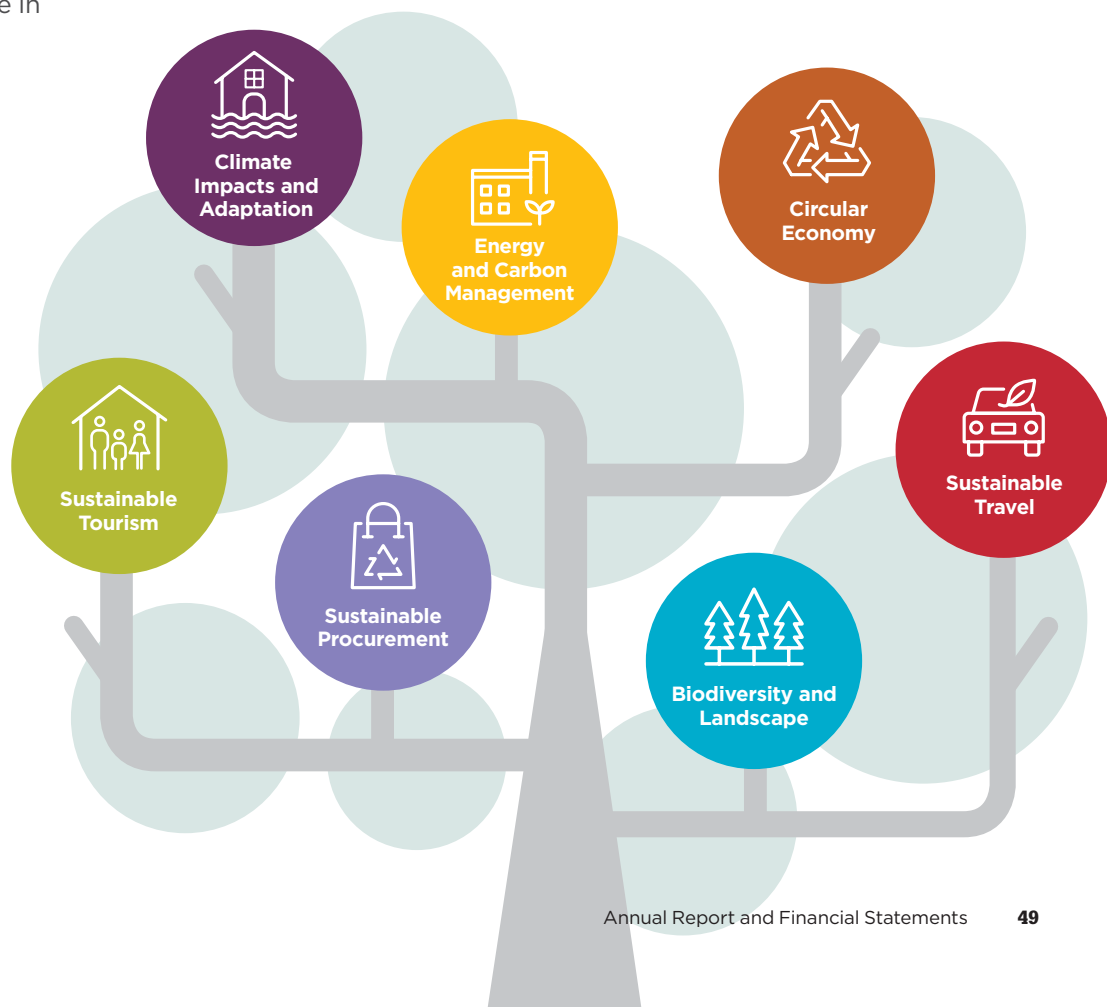 e in
Climate
Impacts and
Adaptation
Energy
and Carbon
Management
Circular
Economy
Sustainable
Tourism
Sustainable
Procurement
Sustainable
Travel
Biodiversity and
Landscape
Annual Report and Financial Statements 49